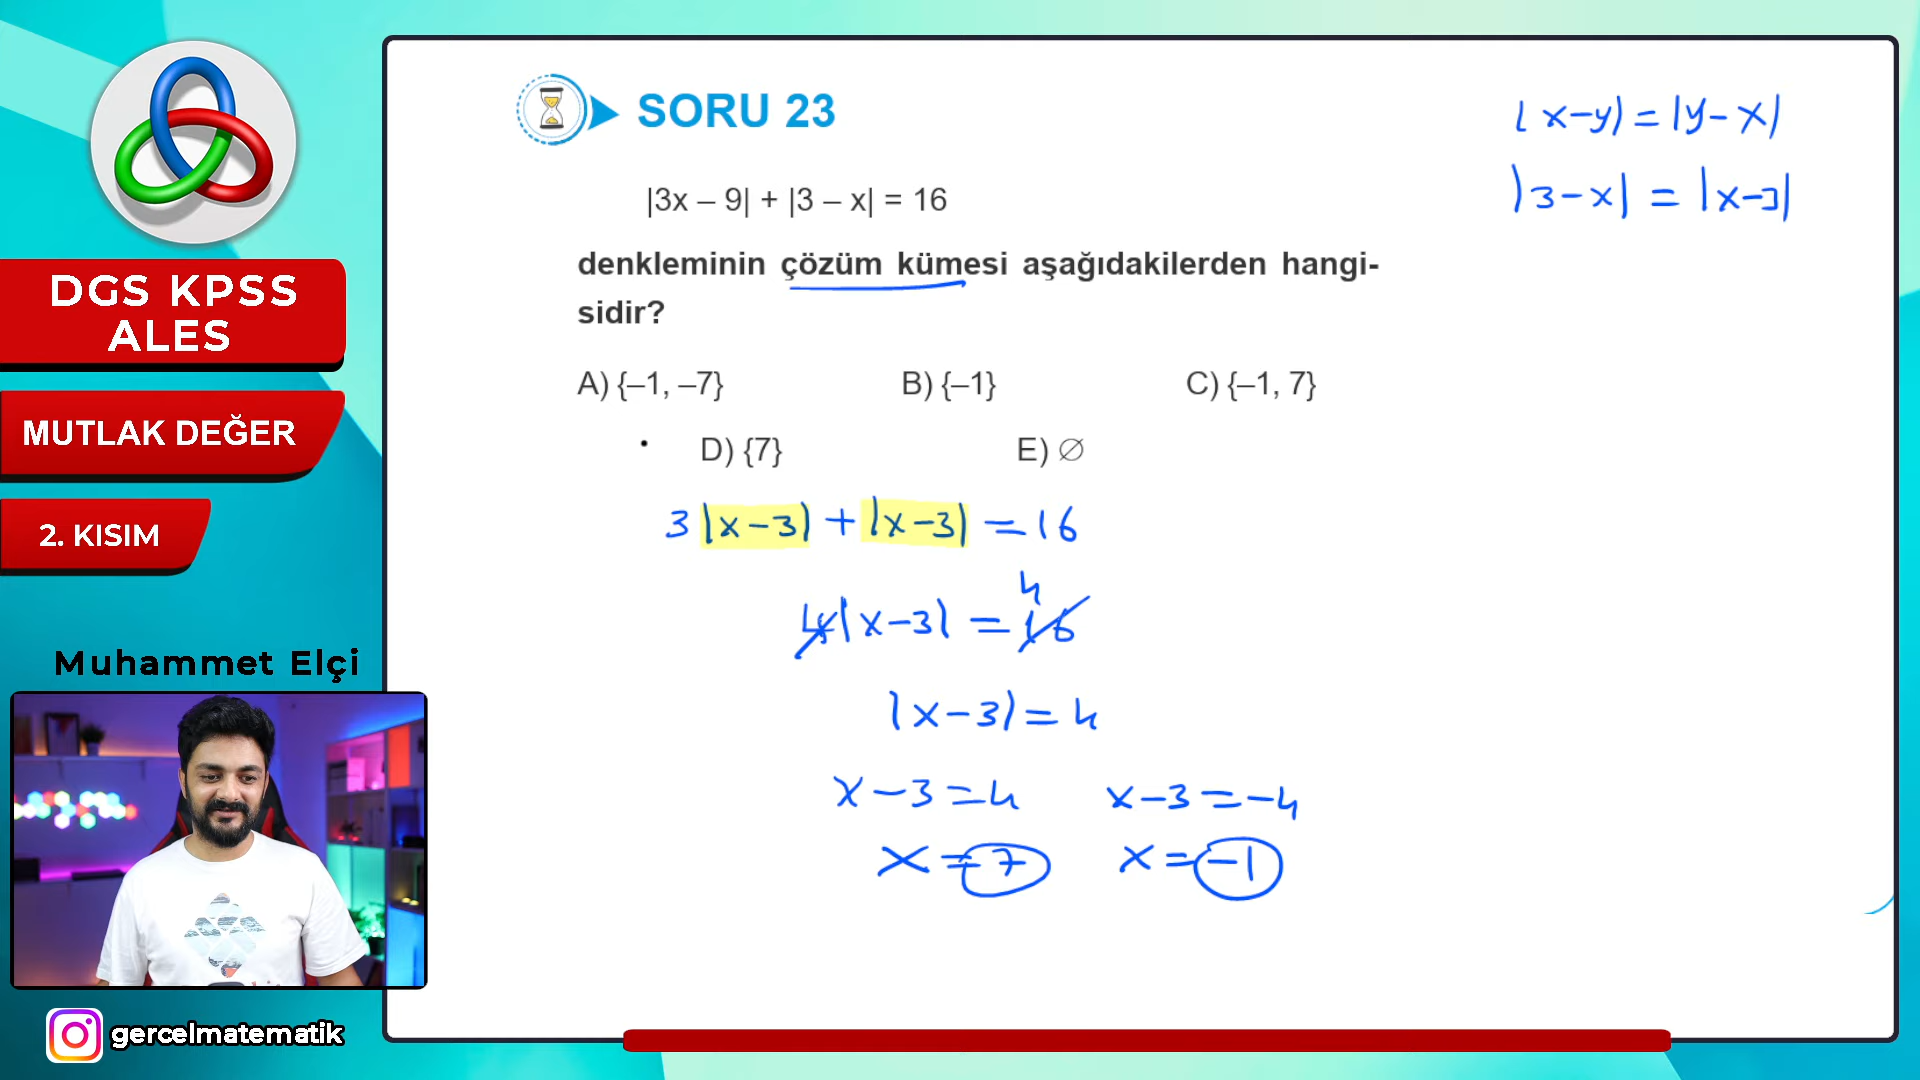 DGS KPSS
ALES
MUTLAK DEĞER
2. KISIM
Muhammet Elçi
gercelmatematik
SORU 23
|3x – 9| + |3 – x| = 16
denkleminin çözüm kümesi aşağıdakilerden hangi-
sidir?
A) {–1, –7} B) {–1} C) {–1, 7}
D) {7} E) ∅
3|x-3|+|x-3| = 16
4|x-3| = 16
4
|x-3| = 4
x-3=4 x-3=-4
x=7 x=-1
|x-y|=|y-x|
|3-x| = |x-3|